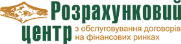 Розрахунковий
центр з обслуговування договорів
на фінансових ринках